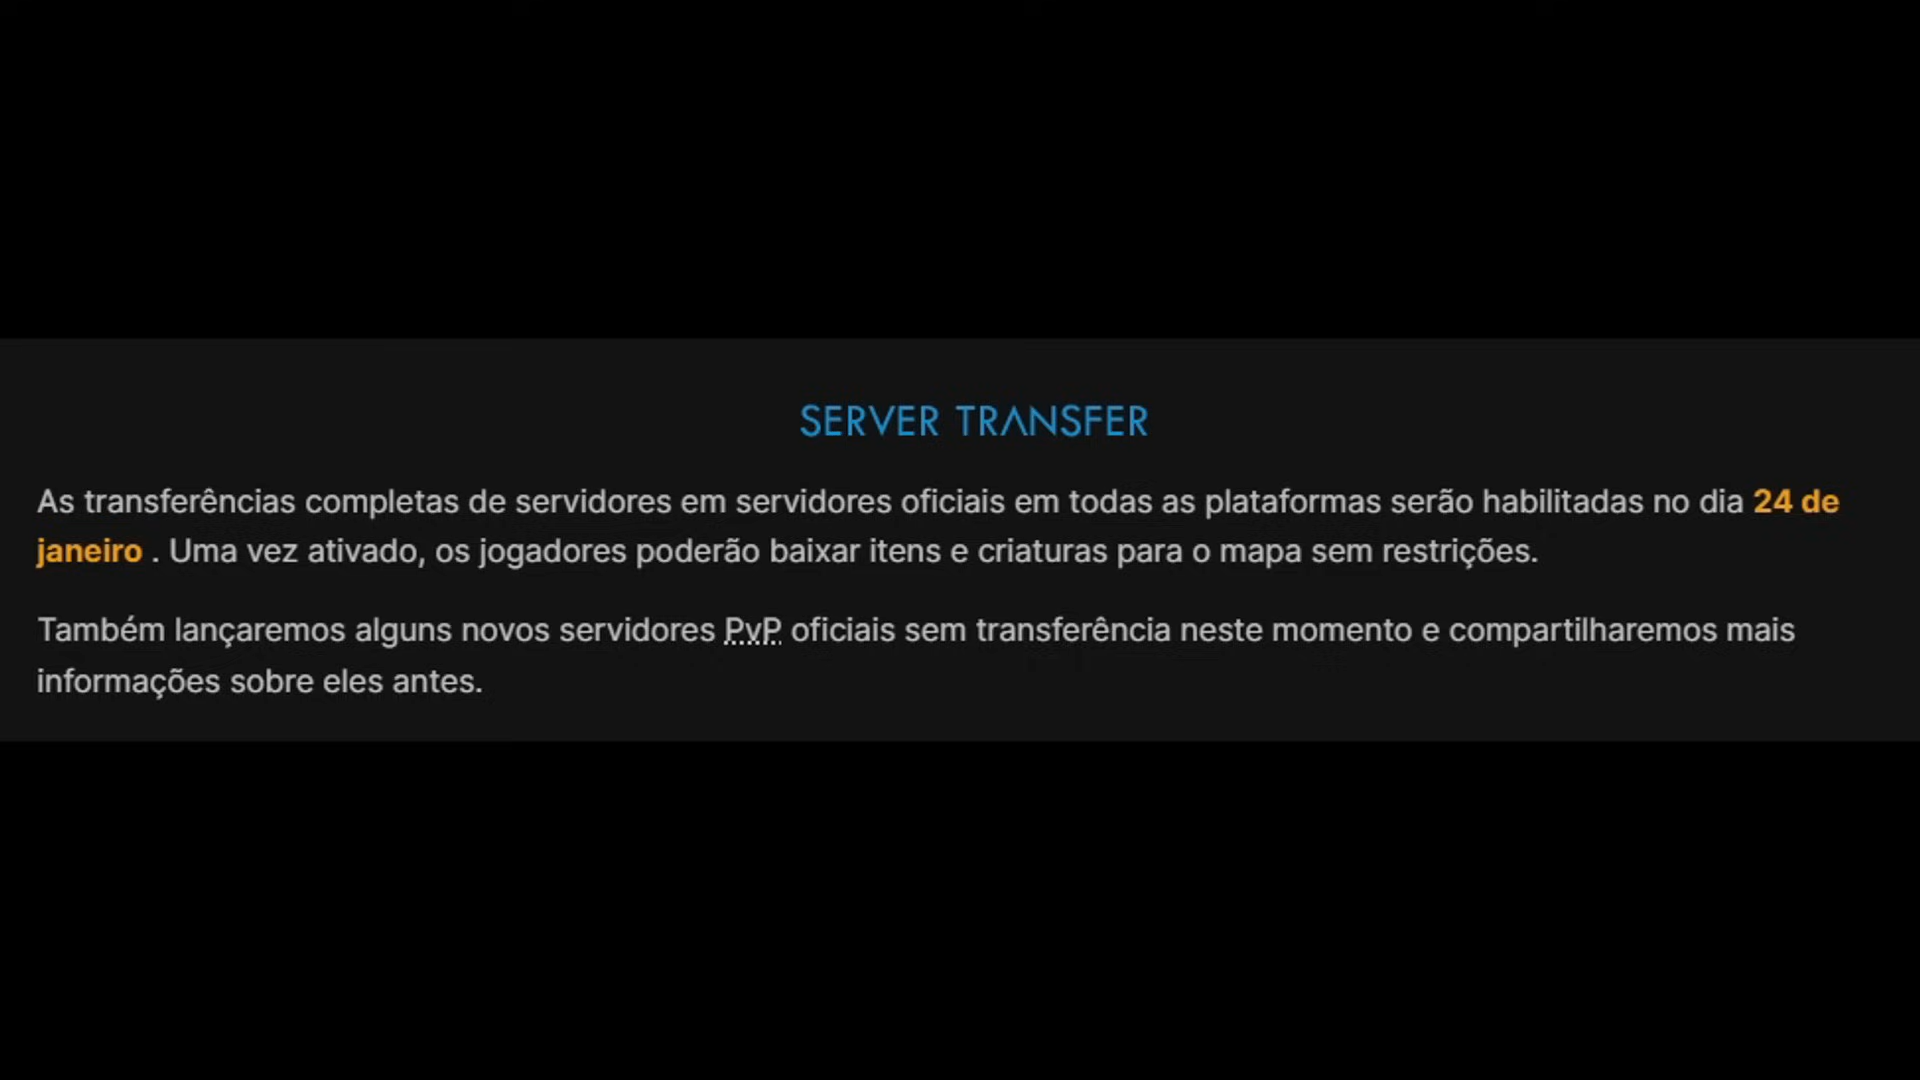 SERVER TRANSFER
As transferências completas de servidores em servidores oficiais em todas as plataformas serão habilitadas no dia 24 de
janeiro . Uma vez ativado, os jogadores poderão baixar itens e criaturas para o mapa sem restrições.
Também lançaremos alguns novos servidores PvP oficiais sem transferência neste momento e compartilharemos mais
informações sobre eles antes.